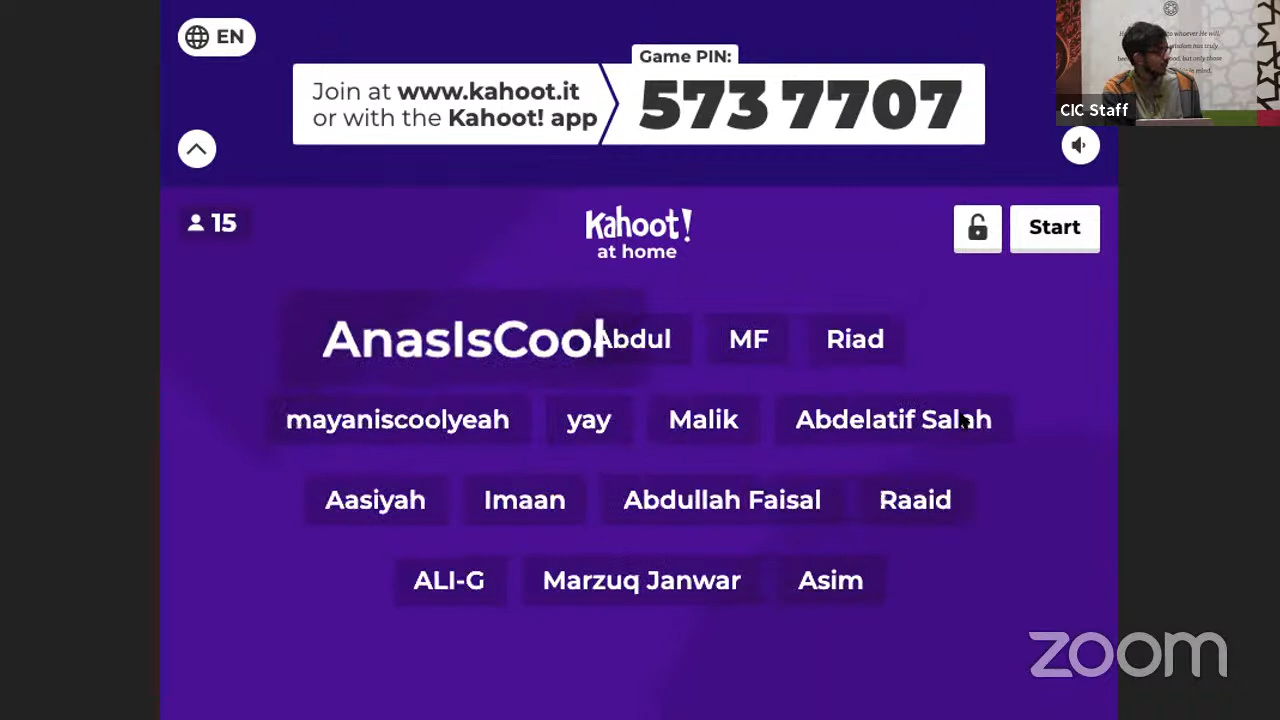 EN
Game PIN:
Join at www.kahoot.it
or with the Kahoot! app
573 7707
CIC Staff
15
Kahoot!
at home
Start
AnasIsCool
Abdul
MF
Riad
mayaniscoolyeah
yay
Malik
Abdelatif Salah
Aasiyah
Imaan
Abdullah Faisal
Raaid
ALI-G
Marzuq Janwar
Asim
zoom